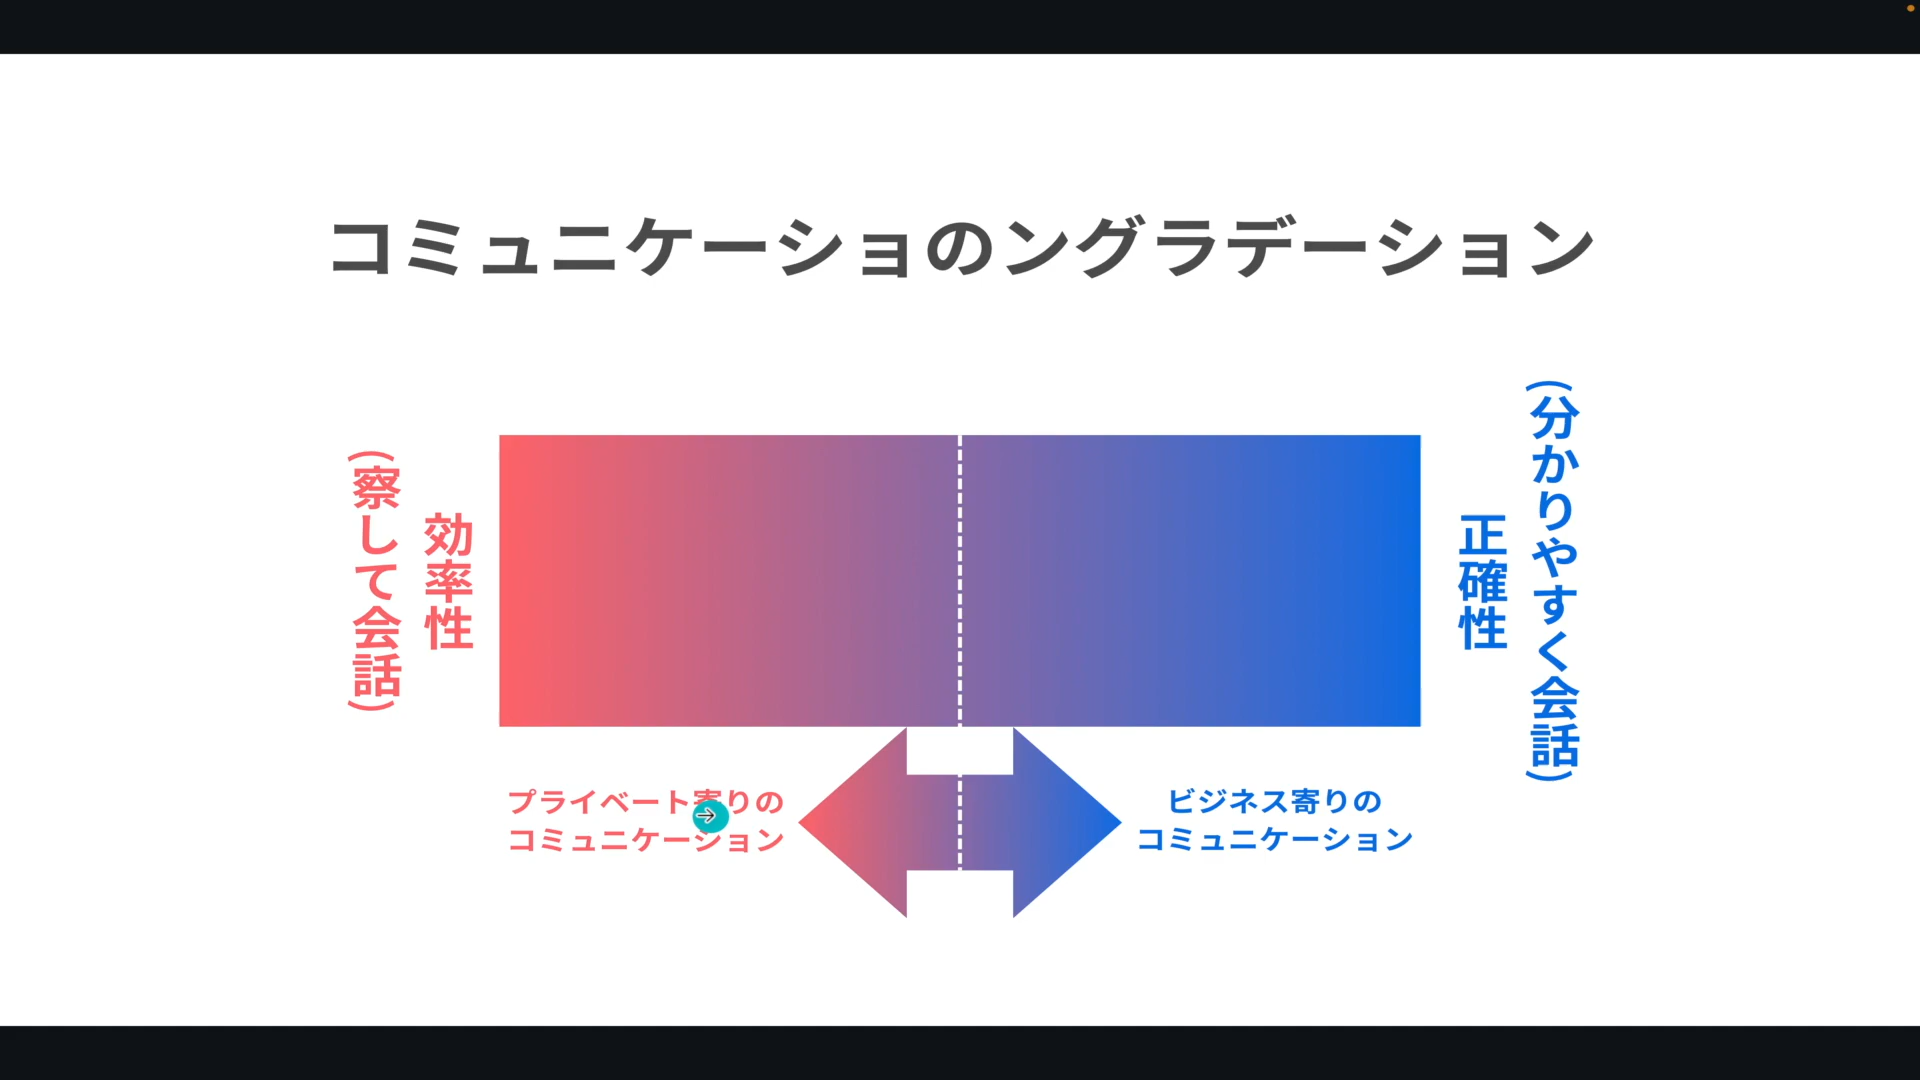 コミュニケーショのングラデーション
効率性
（察して会話）
（分かりやすく会話）
正確性
プライベート寄りの
コミュニケーション
ビジネス寄りの
コミュニケーション